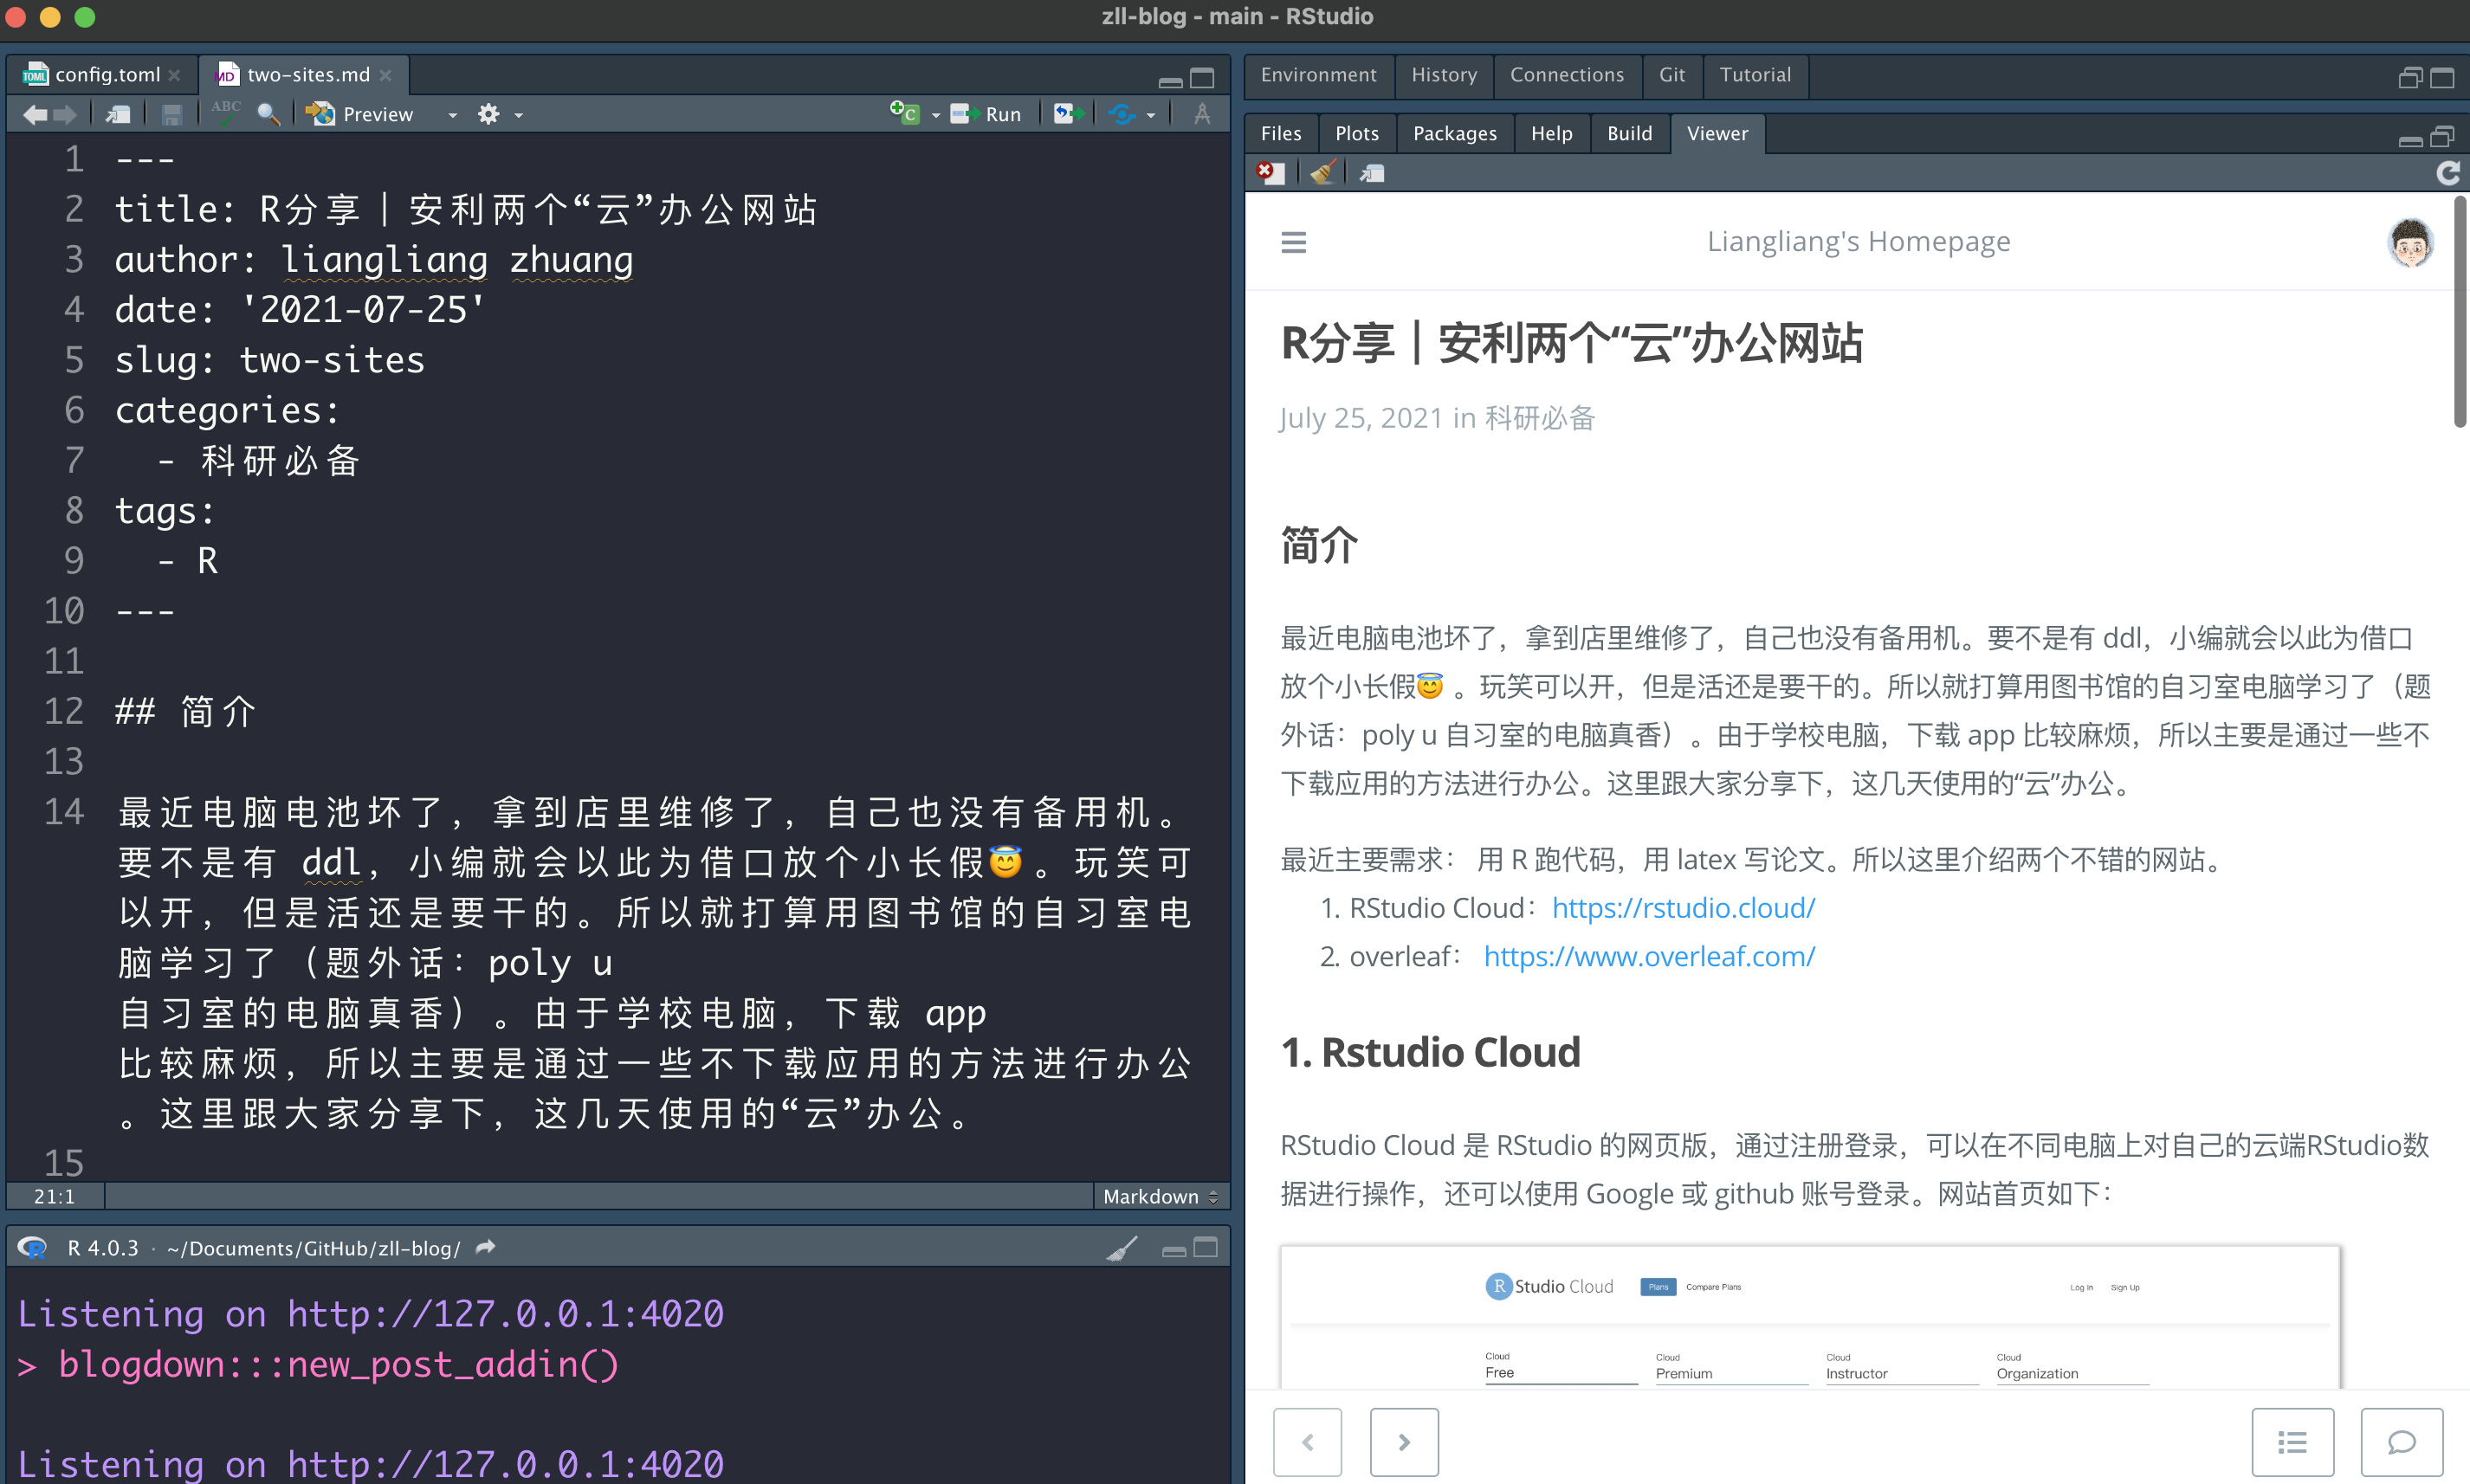 zll-blog - main - RStudio
config.toml
two-sites.md
ABC
Preview
Run
1 ---
2 title: R分享｜安利两个“云”办公网站
3 author: liangliang zhuang
4 date: '2021-07-25'
5 slug: two-sites
6 categories:
7 - 科研必备
8 tags:
9 - R
10 ---
11
12 ## 简介
13
14 最近电脑电池坏了，拿到店里维修了，自己也没有备用机。
要不是有 ddl，小编就会以此为借口放个小长假😇。玩笑可
以开，但是活还是要干的。所以就打算用图书馆的自习室电
脑学习了（题外话：poly u
自习室的电脑真香）。由于学校电脑，下载 app
比较麻烦，所以主要是通过一些不下载应用的方法进行办公
。这里跟大家分享下，这几天使用的“云”办公。
15
21:1
Markdown
R 4.0.3 · ~/Documents/GitHub/zll-blog/
Listening on http://127.0.0.1:4020
> blogdown:::new_post_addin()
Listening on http://127.0.0.1:4020
Environment History Connections Git Tutorial
Files Plots Packages Help Build Viewer
Liangliang's Homepage
R分享｜安利两个“云”办公网站
July 25, 2021 in 科研必备
简介
最近电脑电池坏了，拿到店里维修了，自己也没有备用机。要不是有 ddl，小编就会以此为借口
放个小长假😇 。玩笑可以开，但是活还是要干的。所以就打算用图书馆的自习室电脑学习了（题
外话：poly u 自习室的电脑真香）。由于学校电脑，下载 app 比较麻烦，所以主要是通过一些不
下载应用的方法进行办公。这里跟大家分享下，这几天使用的“云”办公。
最近主要需求： 用 R 跑代码，用 latex 写论文。所以这里介绍两个不错的网站。
1. RStudio Cloud：https://rstudio.cloud/
2. overleaf： https://www.overleaf.com/
1. Rstudio Cloud
RStudio Cloud 是 RStudio 的网页版，通过注册登录，可以在不同电脑上对自己的云端RStudio数
据进行操作，还可以使用 Google 或 github 账号登录。网站首页如下：
R Studio Cloud Plans Compare Plans Log In Sign Up
Cloud Cloud Cloud Cloud
Free Premium Instructor Organization